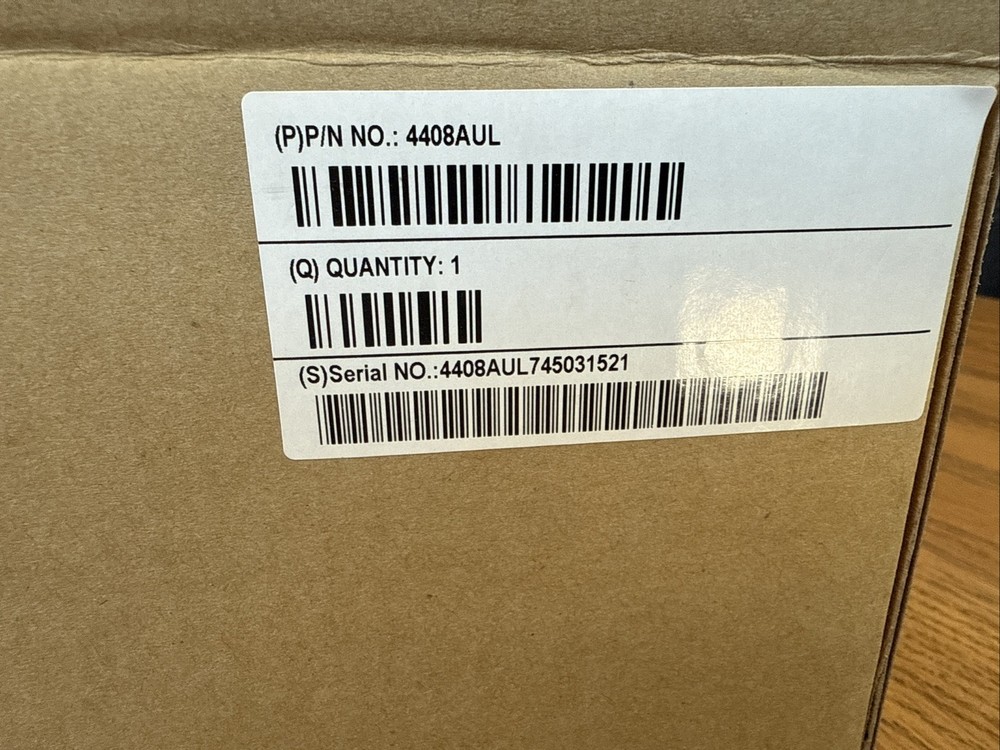 (P)P/N NO.: 4408AUL
(Q) QUANTITY: 1
(S)Serial NO.:4408AUL745031521